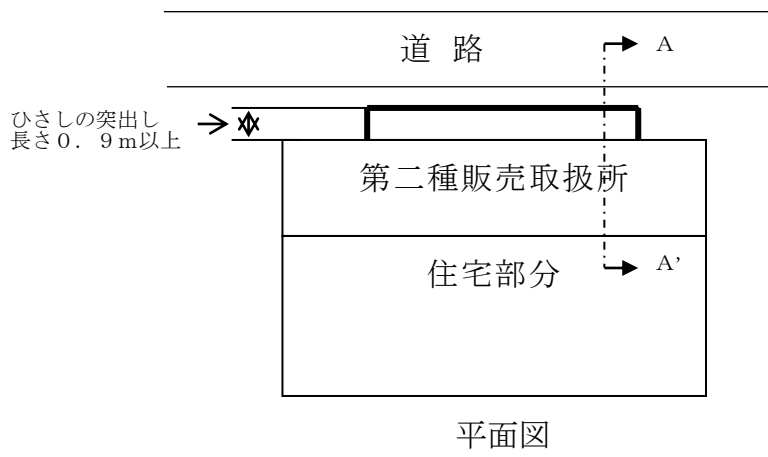 道 路
A
ひさしの突出し
長さ０．９ｍ以上
第二種販売取扱所
住宅部分
A’
平面図